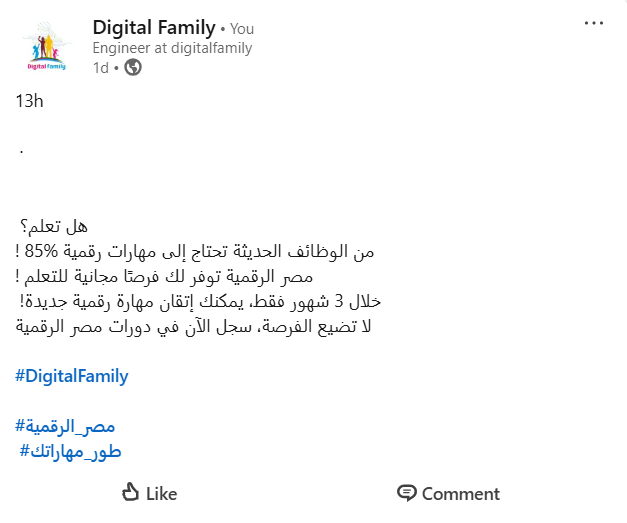 Digital Family
Digital Family • You
Engineer at digitalfamily
1d •
13h
.
هل تعلم؟
85% من الوظائف الحديثة تحتاج إلى مهارات رقمية !
مصر الرقمية توفر لك فرصًا مجانية للتعلم !
خلال 3 شهور فقط، يمكنك إتقان مهارة رقمية جديدة!
لا تضيع الفرصة، سجل الآن في دورات مصر الرقمية
#DigitalFamily
#مصر_الرقمية
#طور_مهاراتك
Like
Comment